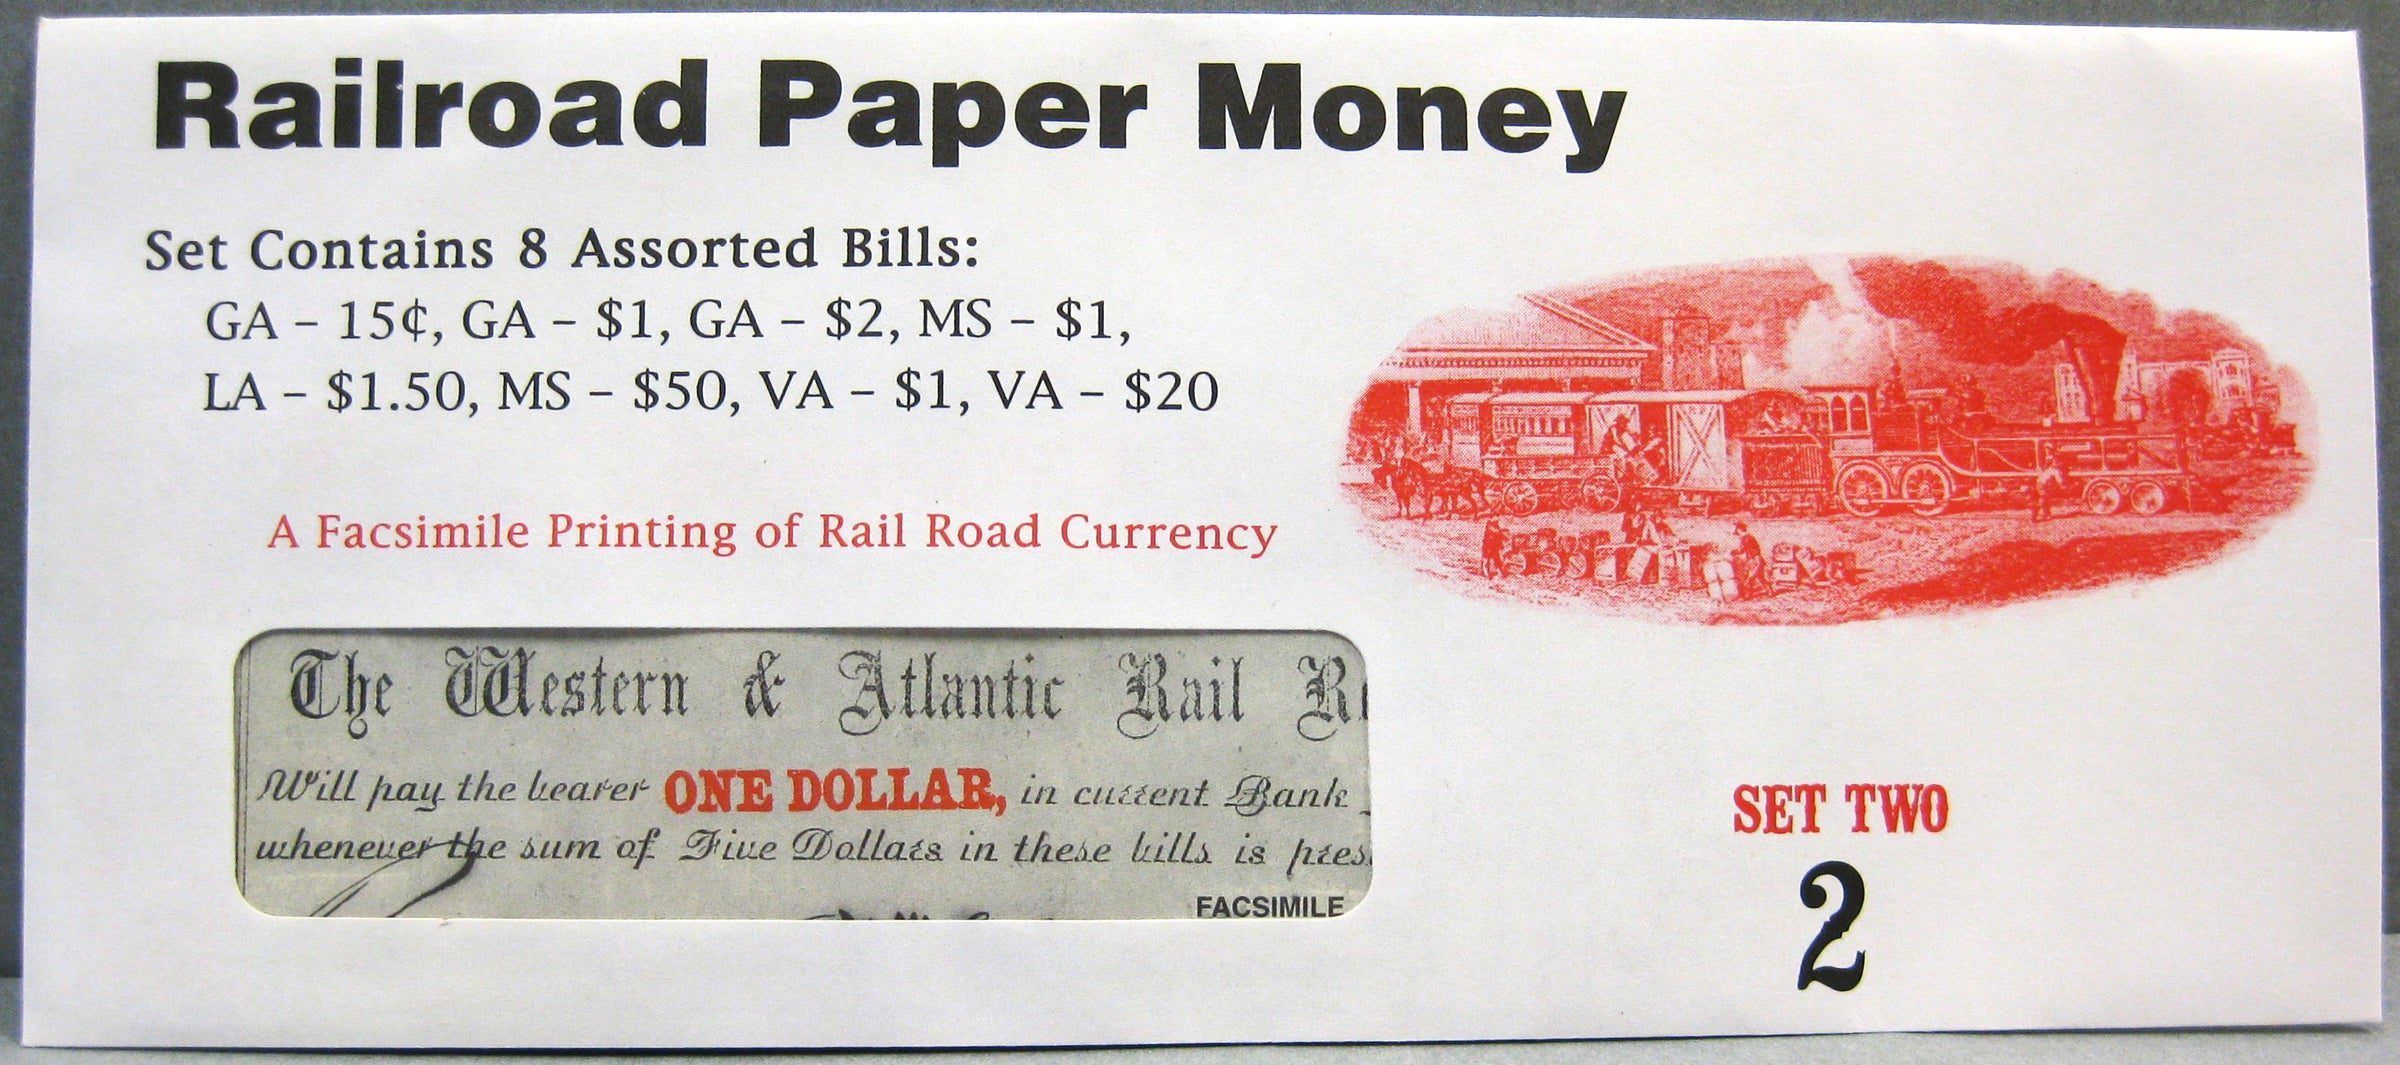 Railroad Paper Money
Set Contains 8 Assorted Bills:
GA – 15¢, GA – $1, GA – $2, MS – $1,
LA – $1.50, MS – $50, VA – $1, VA – $20
A Facsimile Printing of Rail Road Currency
The Western & Atlantic Rail
Will pay the bearer ONE DOLLAR, in current Bank
whenever the sum of Five Dollars in these bills is
FACSIMILE
SET TWO
2